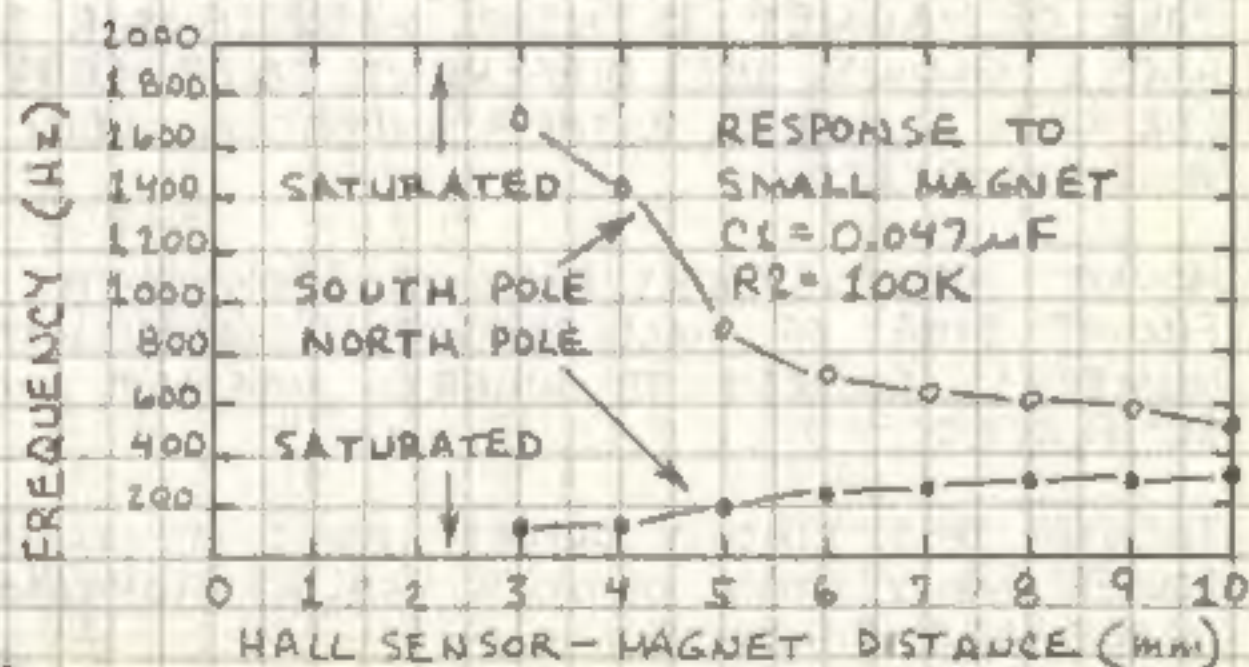 FREQUENCY (Hz)
2000
1800
1600
1400
1200
1000
800
600
400
200
SATURATED
RESPONSE TO
SMALL MAGNET
C1 = 0.047 µF
R2 = 100K
SOUTH POLE
NORTH POLE
SATURATED
0 1 2 3 4 5 6 7 8 9 10
HALL SENSOR - MAGNET DISTANCE (mm)